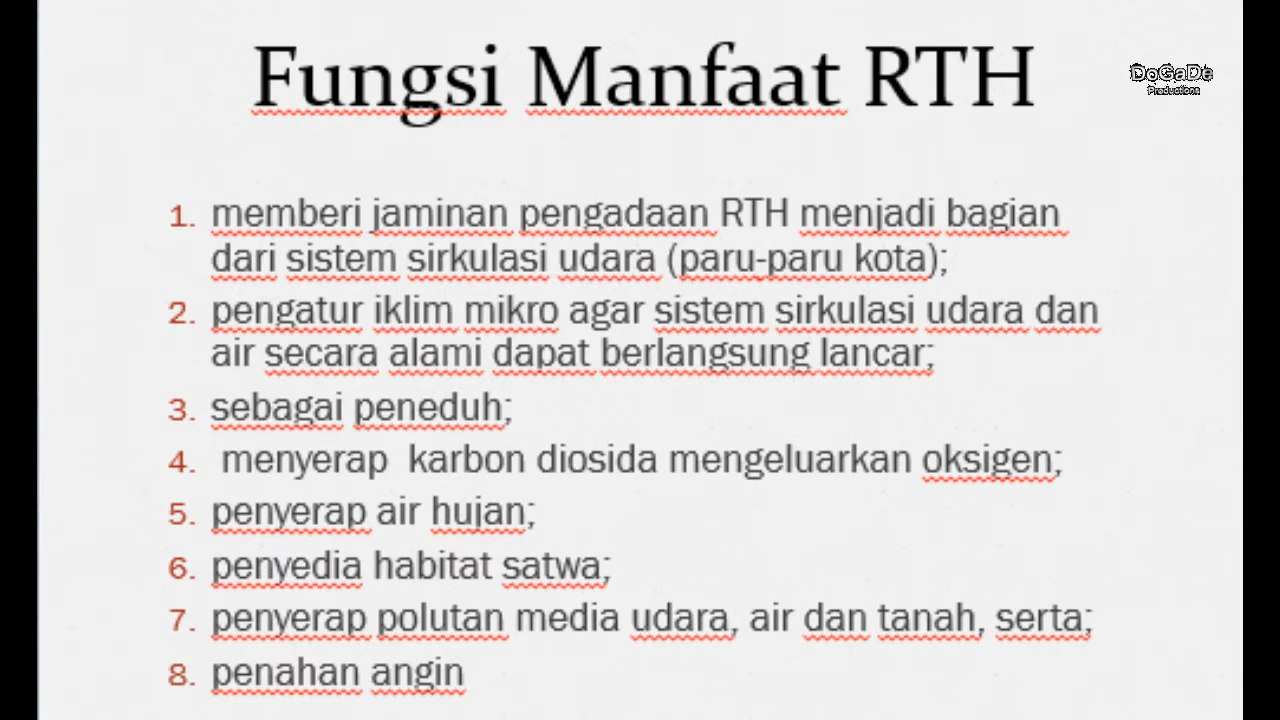 Fungsi Manfaat RTH
DoGaDe
Productions
1. memberi jaminan pengadaan RTH menjadi bagian
dari sistem sirkulasi udara (paru-paru kota);
2. pengatur iklim mikro agar sistem sirkulasi udara dan
air secara alami dapat berlangsung lancar;
3. sebagai peneduh;
4. menyerap karbon diosida mengeluarkan oksigen;
5. penyerap air hujan;
6. penyedia habitat satwa;
7. penyerap polutan media udara, air dan tanah, serta;
8. penahan angin